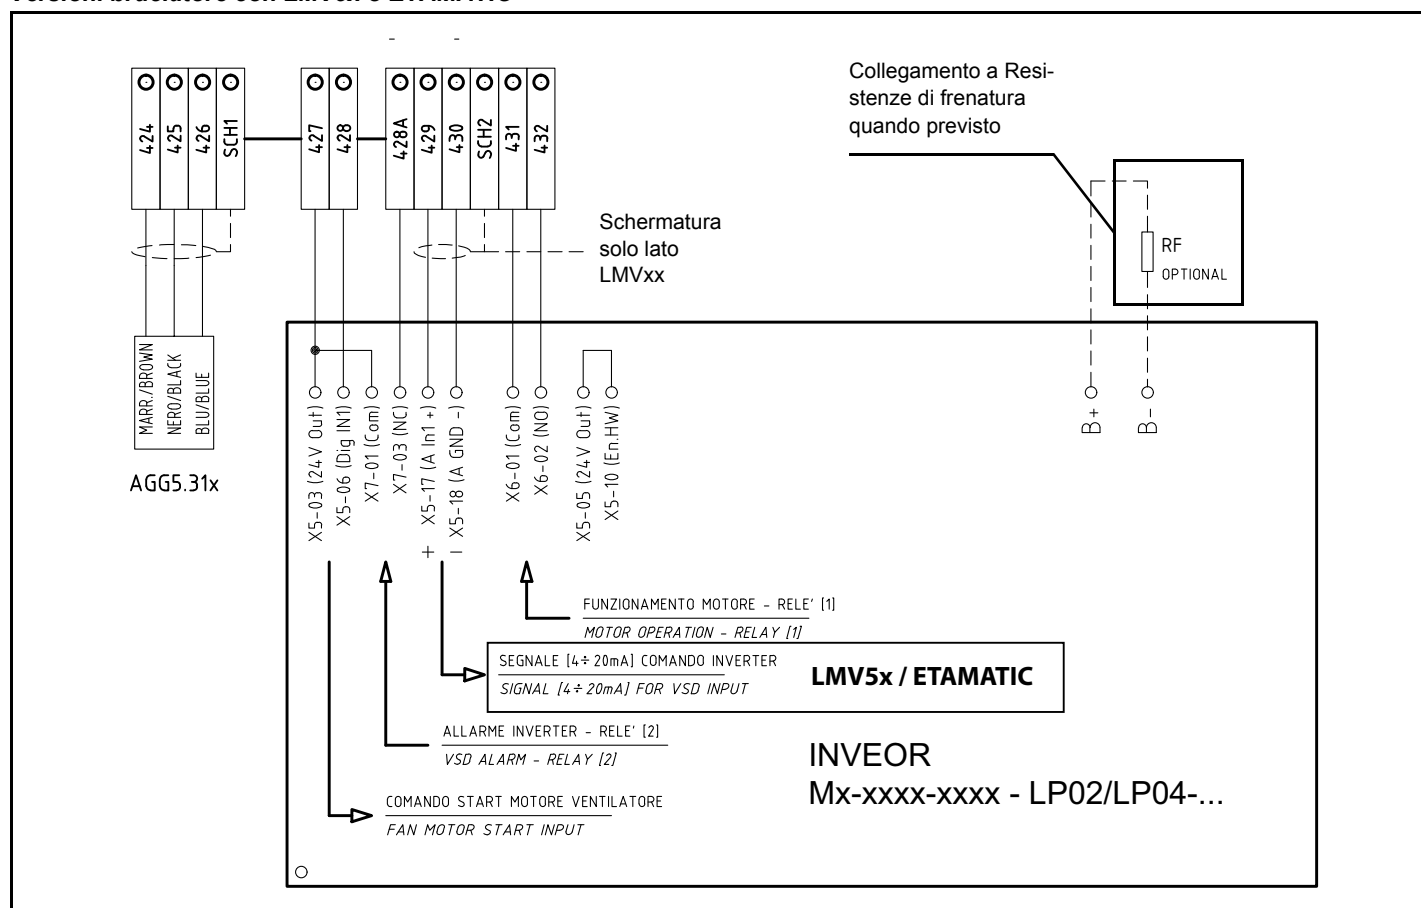 424
425
426
SCH1
427
428
428A
429
430
SCH2
431
432
Collegamento a Resi-
stenze di frenatura
quando previsto
Schermatura
solo lato
LMVxx
RF
OPTIONAL
MARR./BROWN
NERO/BLACK
BLU/BLUE
AGG5.31x
X5-03 (24V Out)
X5-06 (Dig IN1)
X7-01 (Com)
X7-03 (NC)
+ X5-17 (A In1 +)
- X5-18 (A GND -)
X6-01 (Com)
X6-02 (NO)
X5-05 (24V Out)
X5-10 (En.HW)
B+
B-
FUNZIONAMENTO MOTORE - RELE' [1]
MOTOR OPERATION - RELAY [1]
SEGNALE [4÷20mA] COMANDO INVERTER
SIGNAL [4÷20mA] FOR VSD INPUT
LMV5x / ETAMATIC
ALLARME INVERTER - RELE' [2]
VSD ALARM - RELAY [2]
INVEOR
Mx-xxxx-xxxx - LP02/LP04-...
COMANDO START MOTORE VENTILATORE
FAN MOTOR START INPUT